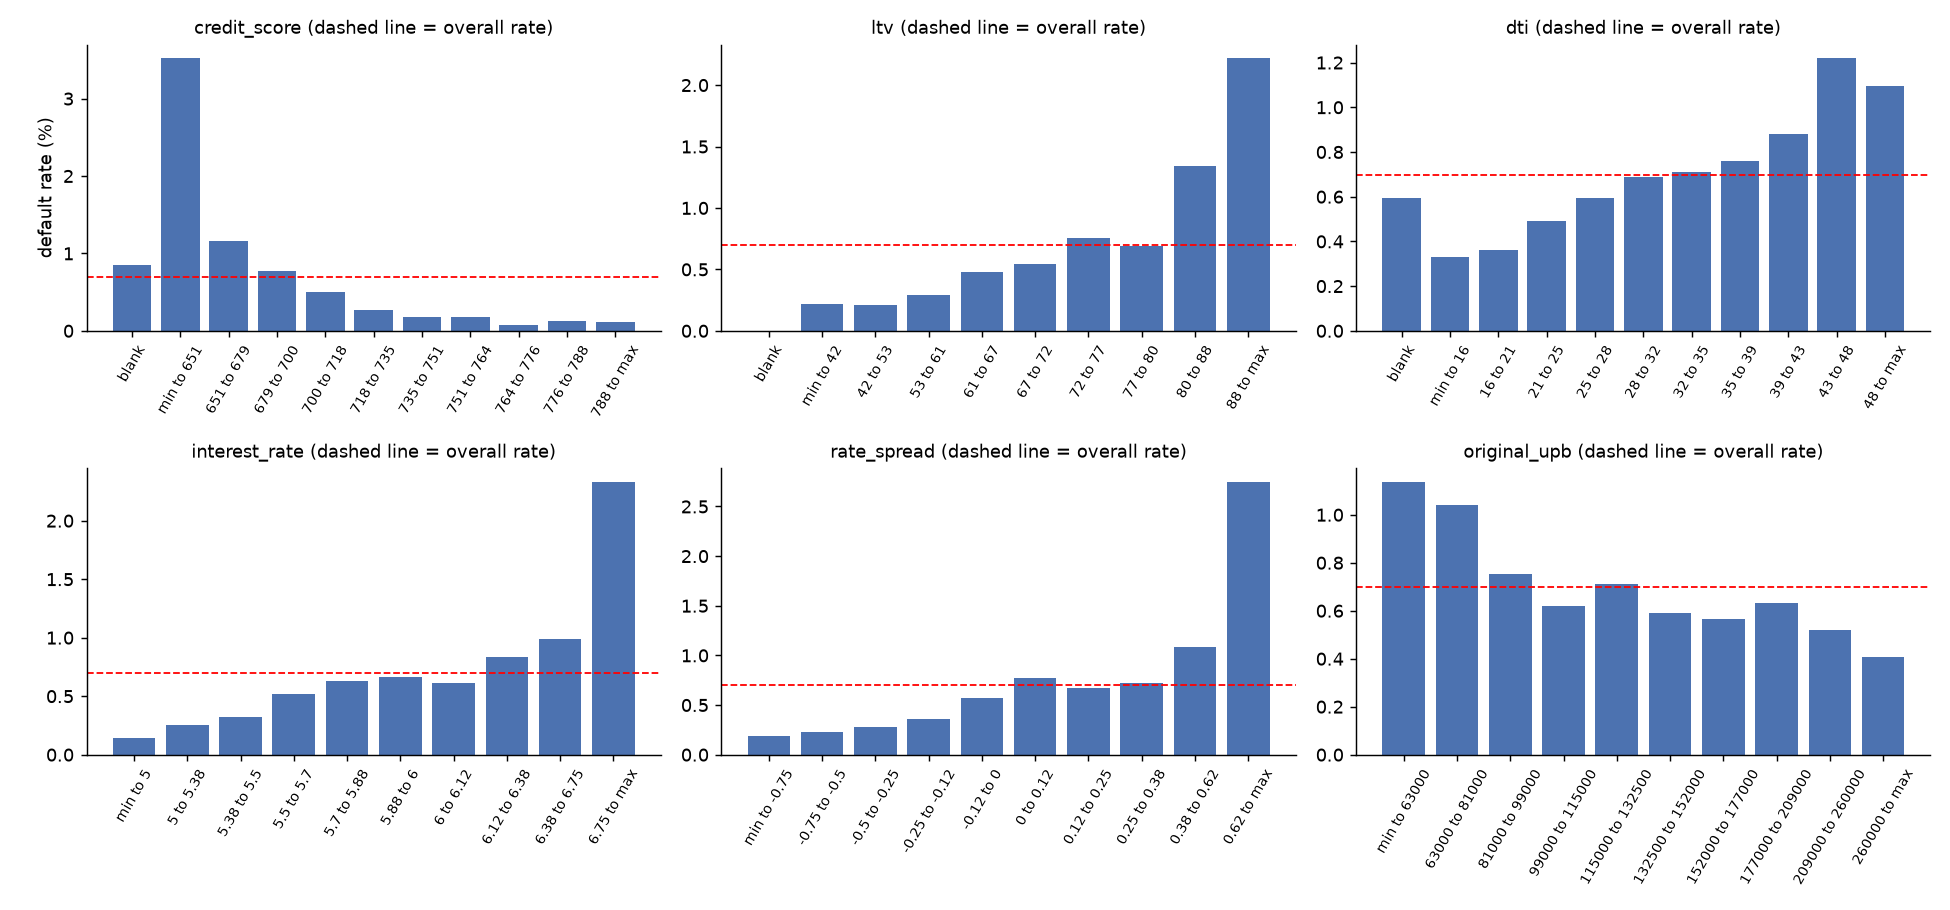 credit_score (dashed line = overall rate)
default rate (%)
3
2
1
0
blank
min to 651
651 to 679
679 to 700
700 to 718
718 to 735
735 to 751
751 to 764
764 to 776
776 to 788
788 to max
ltv (dashed line = overall rate)
2.0
1.5
1.0
0.5
0.0
blank
min to 42
42 to 53
53 to 61
61 to 67
67 to 72
72 to 77
77 to 80
80 to 88
88 to max
dti (dashed line = overall rate)
1.2
1.0
0.8
0.6
0.4
0.2
0.0
blank
min to 16
16 to 21
21 to 25
25 to 28
28 to 32
32 to 35
35 to 39
39 to 43
43 to 48
48 to max
interest_rate (dashed line = overall rate)
2.0
1.5
1.0
0.5
0.0
min to 5
5 to 5.38
5.38 to 5.5
5.5 to 5.7
5.7 to 5.88
5.88 to 6
6 to 6.12
6.12 to 6.38
6.38 to 6.75
6.75 to max
rate_spread (dashed line = overall rate)
2.5
2.0
1.5
1.0
0.5
0.0
min to -0.75
-0.75 to -0.5
-0.5 to -0.25
-0.25 to -0.12
-0.12 to 0
0 to 0.12
0.12 to 0.25
0.25 to 0.38
0.38 to 0.62
0.62 to max
original_upb (dashed line = overall rate)
1.0
0.8
0.6
0.4
0.2
0.0
min to 63000
63000 to 81000
81000 to 99000
99000 to 115000
115000 to 132500
132500 to 152000
152000 to 177000
177000 to 209000
209000 to 260000
260000 to max